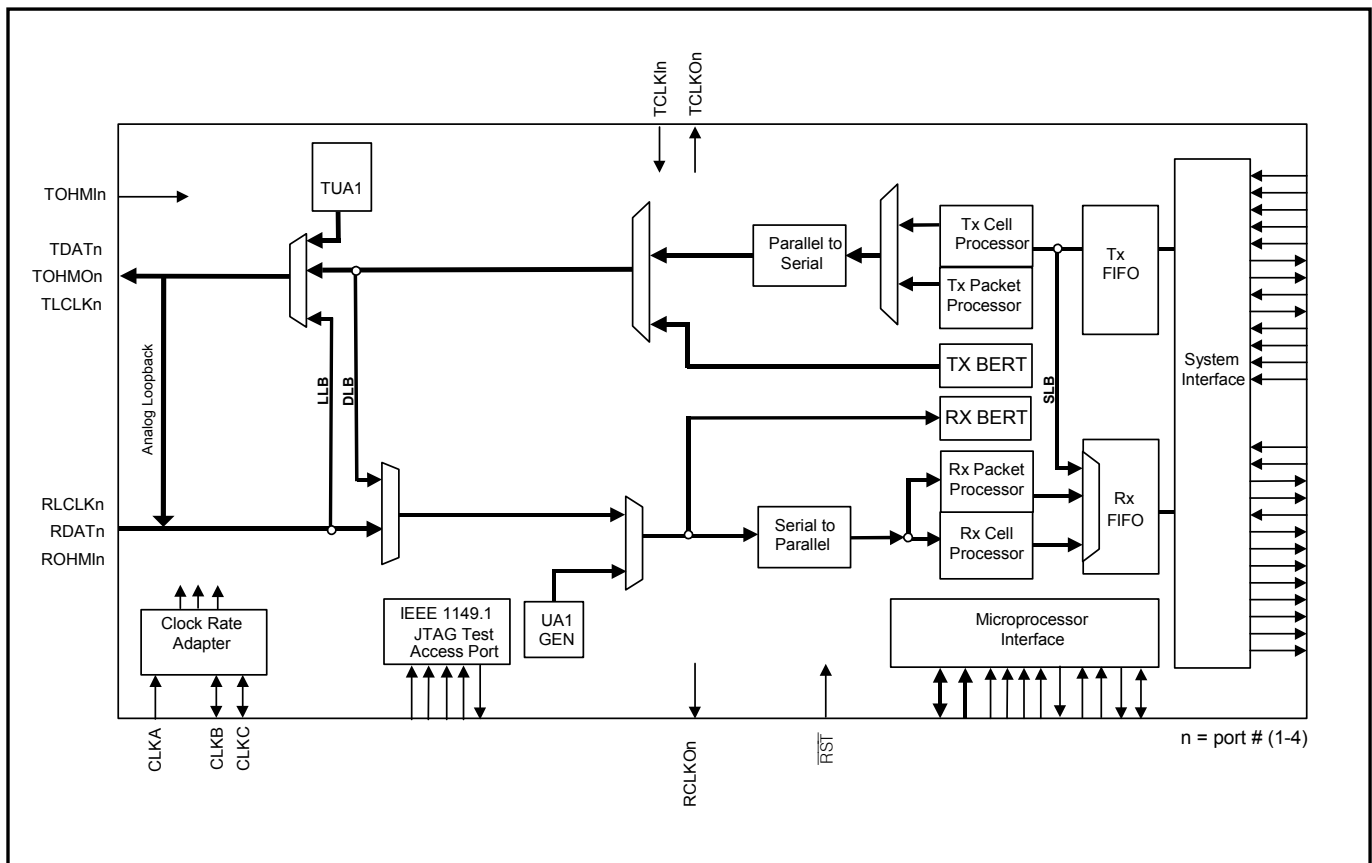 TCLKIn
TCLKOn
TOHMIn
TUA1
TDATn
TOHMOn
TLCLKn
Parallel to
Serial
Tx Cell
Processor
Tx Packet
Processor
Tx
FIFO
System
Interface
TX BERT
RX BERT
Analog Loopback
LLB
DLB
SLB
RLCLKn
RDATn
ROHMIn
Serial to
Parallel
Rx Packet
Processor
Rx Cell
Processor
Rx
FIFO
Clock Rate
Adapter
IEEE 1149.1
JTAG Test
Access Port
UA1
GEN
Microprocessor
Interface
CLKA
CLKB
CLKC
RCLKOn
RST
n = port # (1-4)